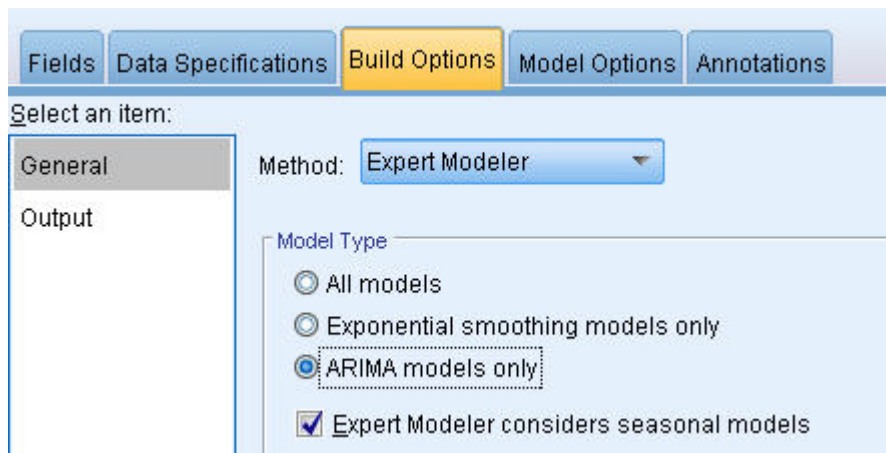 Fields Data Specifications Build Options Model Options Annotations
Select an item:
General
Output
Method: Expert Modeler
Model Type
All models
Exponential smoothing models only
ARIMA models only
Expert Modeler considers seasonal models